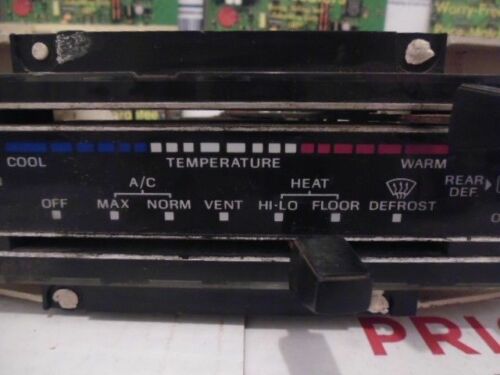 COOL TEMPERATURE WARM
A/C HEAT REAR
DEF.
OFF MAX NORM VENT HI-LO FLOOR DEFROST
PRI